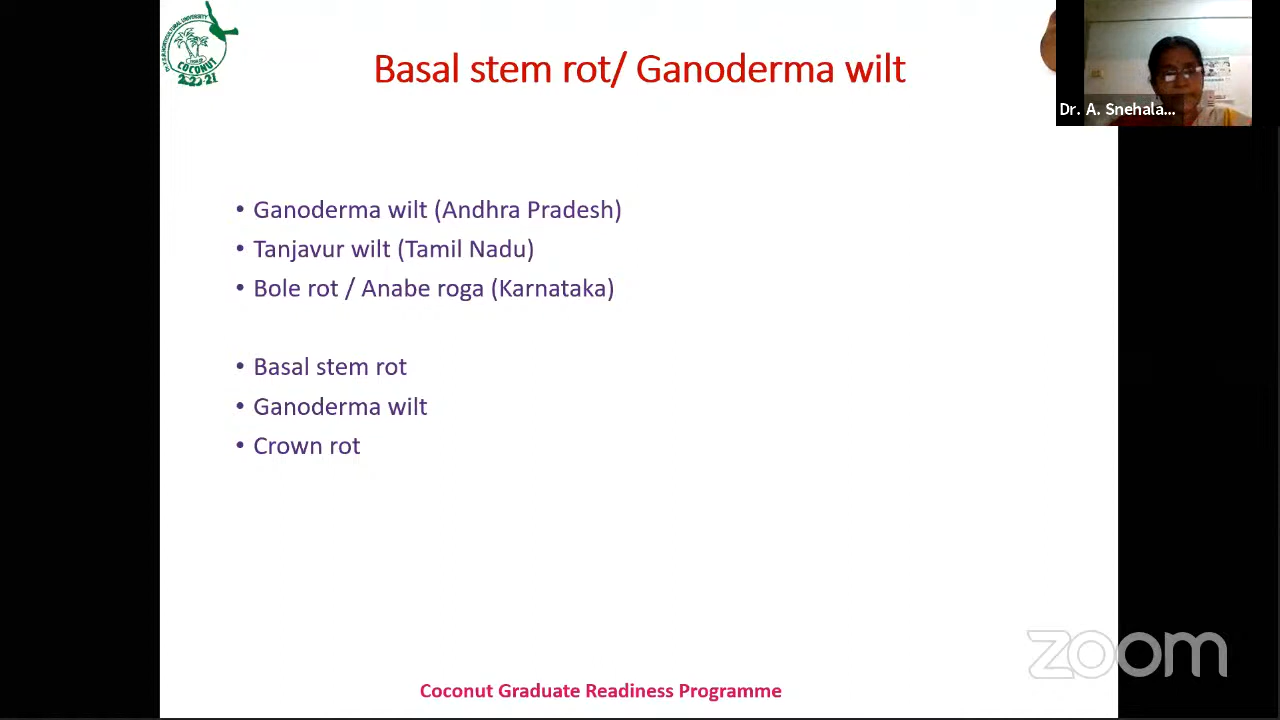 Basal stem rot/ Ganoderma wilt
Dr. A. Snehala...
• Ganoderma wilt (Andhra Pradesh)
• Tanjavur wilt (Tamil Nadu)
• Bole rot / Anabe roga (Karnataka)
• Basal stem rot
• Ganoderma wilt
• Crown rot
zoom
Coconut Graduate Readiness Programme
COCONUT